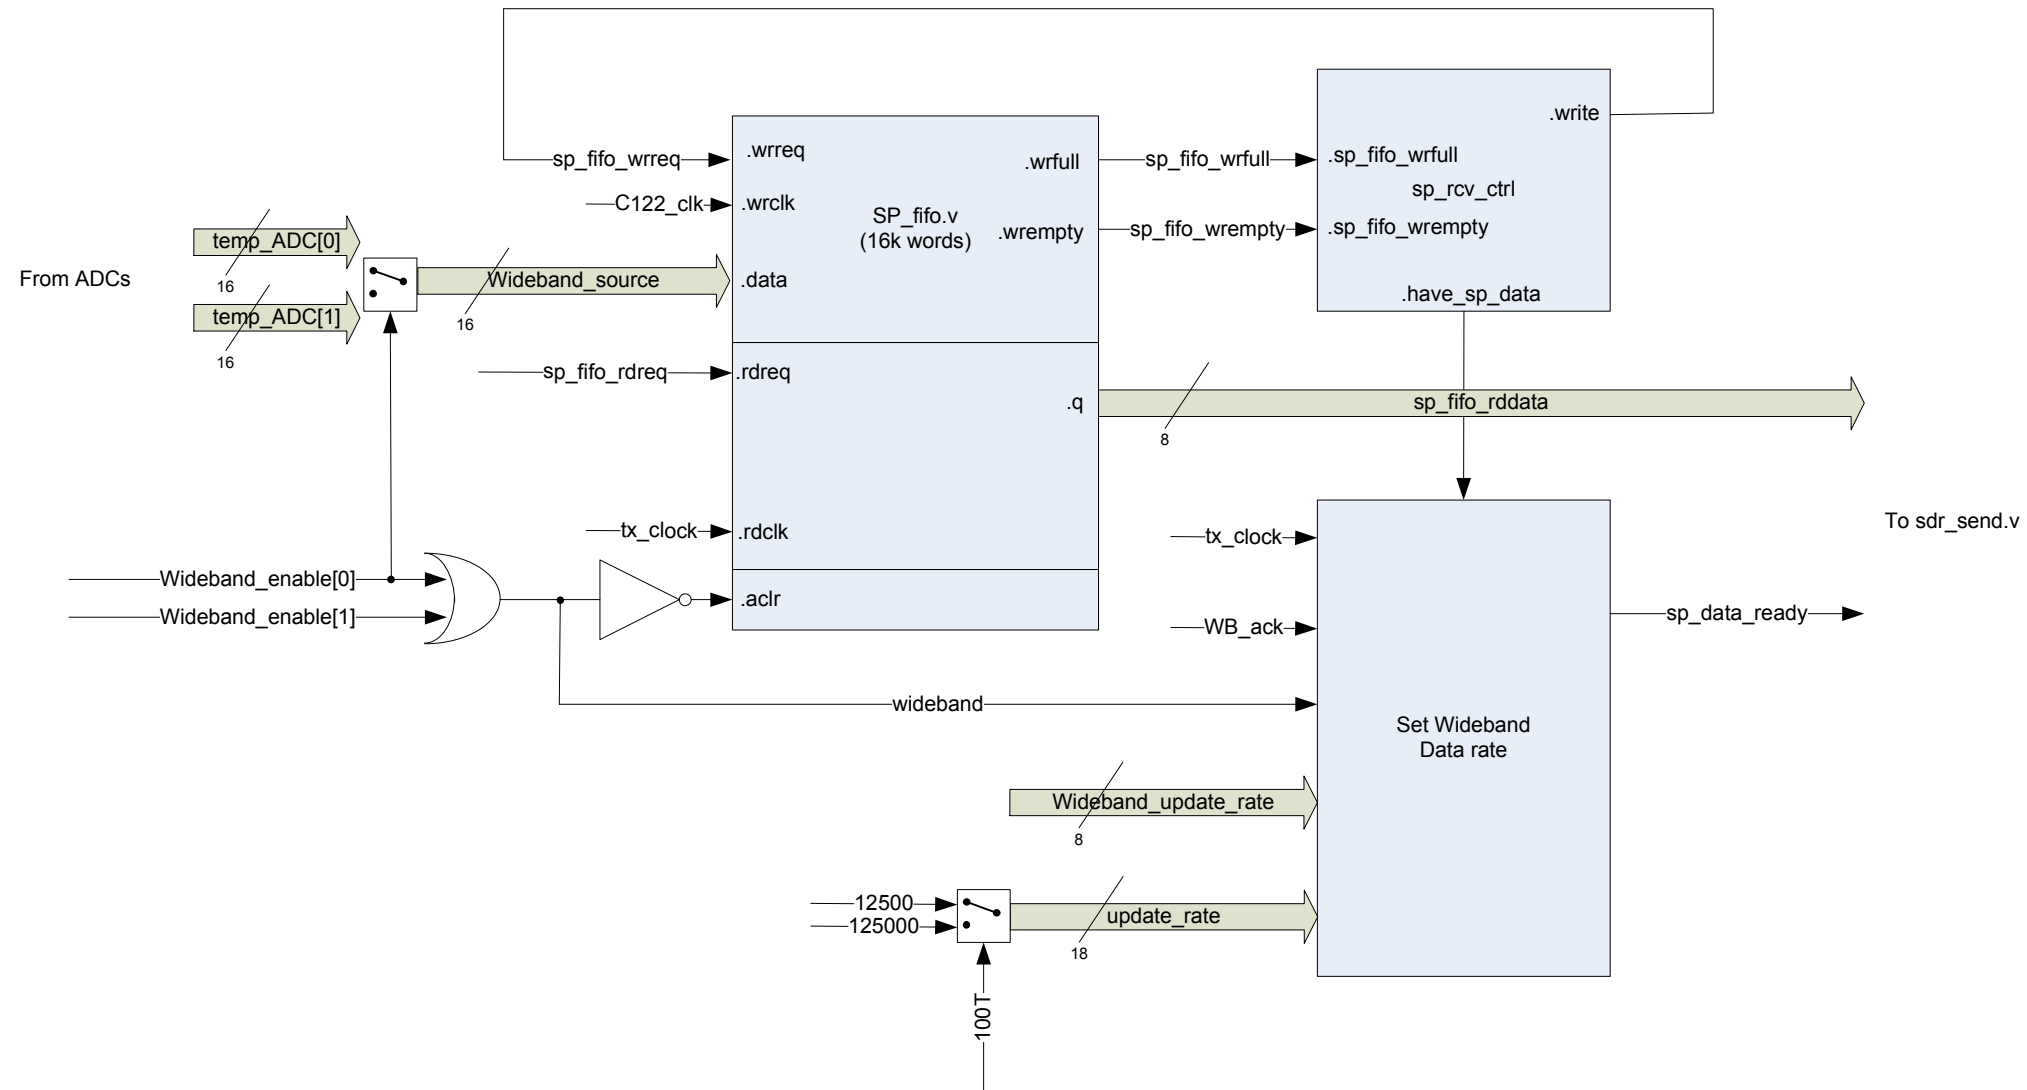 .write
sp_fifo_wrreq
.wrreq
.wrfull
sp_fifo_wrfull
.sp_fifo_wrfull
sp_rcv_ctrl
C122_clk
.wrclk
SP_fifo.v
(16k words)
.wrempty
sp_fifo_wrempty
.sp_fifo_wrempty
temp_ADC[0]
16
From ADCs
Wideband_source
16
.data
.have_sp_data
temp_ADC[1]
16
sp_fifo_rdreq
.rdreq
.q
sp_fifo_rddata
8
tx_clock
.rdclk
tx_clock
To sdr_send.v
Wideband_enable[0]
.aclr
Wideband_enable[1]
WB_ack
sp_data_ready
wideband
Set Wideband
Data rate
Wideband_update_rate
8
12500
125000
update_rate
18
100T